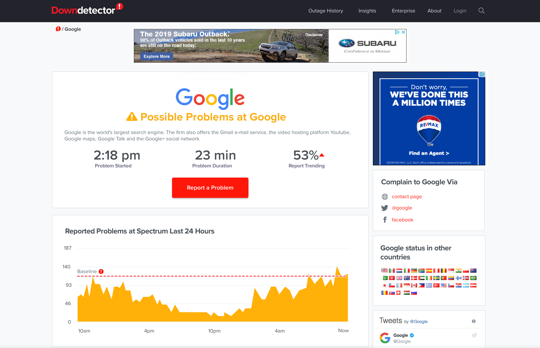 Downdetector
Outage History
Insights
Enterprise
About
Login
/ Google
The 2019 Subaru Outback.
98% of Outback vehicles sold in the last 10 years
are still on the road today.
Explore More
Disclaimer
SUBARU
Confidence in Motion
Google
Possible Problems at Google
Google is the world's largest search engine. The firm also offers the Gmail e-mail service, the video hosting platform Youtube,
Google maps, Google Talk and the Google+ social network.
2:18 pm
Problem Started
23 min
Problem Duration
53%
Report Trending
Report a Problem
Don't worry,
WE'VE DONE THIS
A MILLION TIMES
RE/MAX
Find an Agent >
Complain to Google Via
contact page
@google
facebook
Google status in other
countries
Tweets by @Google
Google
@Google
Reported Problems at Spectrum Last 24 Hours
187
140
Baseline
93
46
0
10am
4pm
10pm
4am
Now